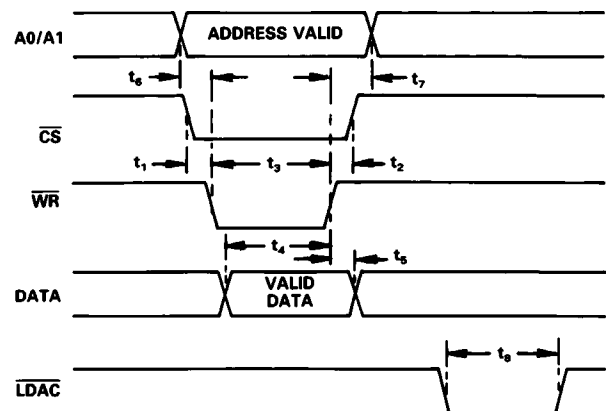 A0/A1
ADDRESS VALID
t6
t7
CS
t1
t3
t2
WR
t4
t5
DATA
VALID
DATA
t8
LDAC